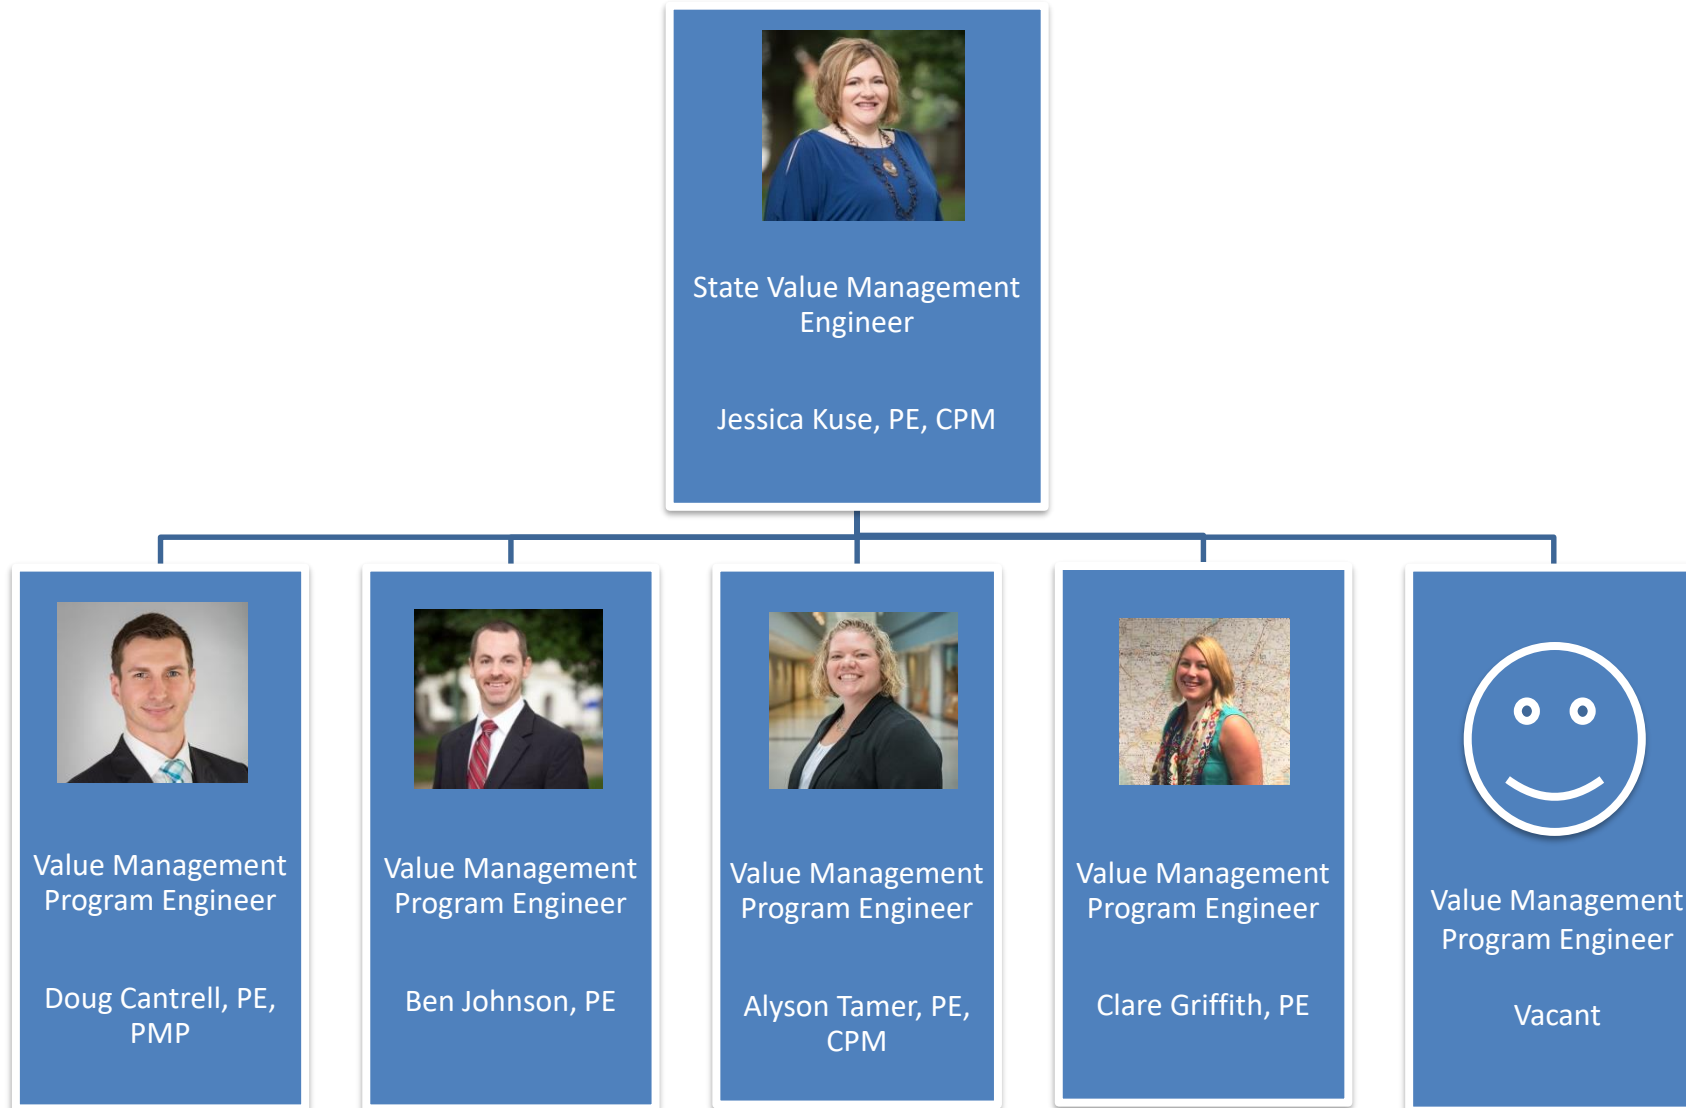 State Value Management
Engineer
Jessica Kuse, PE, CPM
Value Management
Program Engineer
Doug Cantrell, PE,
PMP
Value Management
Program Engineer
Ben Johnson, PE
Value Management
Program Engineer
Alyson Tamer, PE,
CPM
Value Management
Program Engineer
Clare Griffith, PE
Value Management
Program Engineer
Vacant